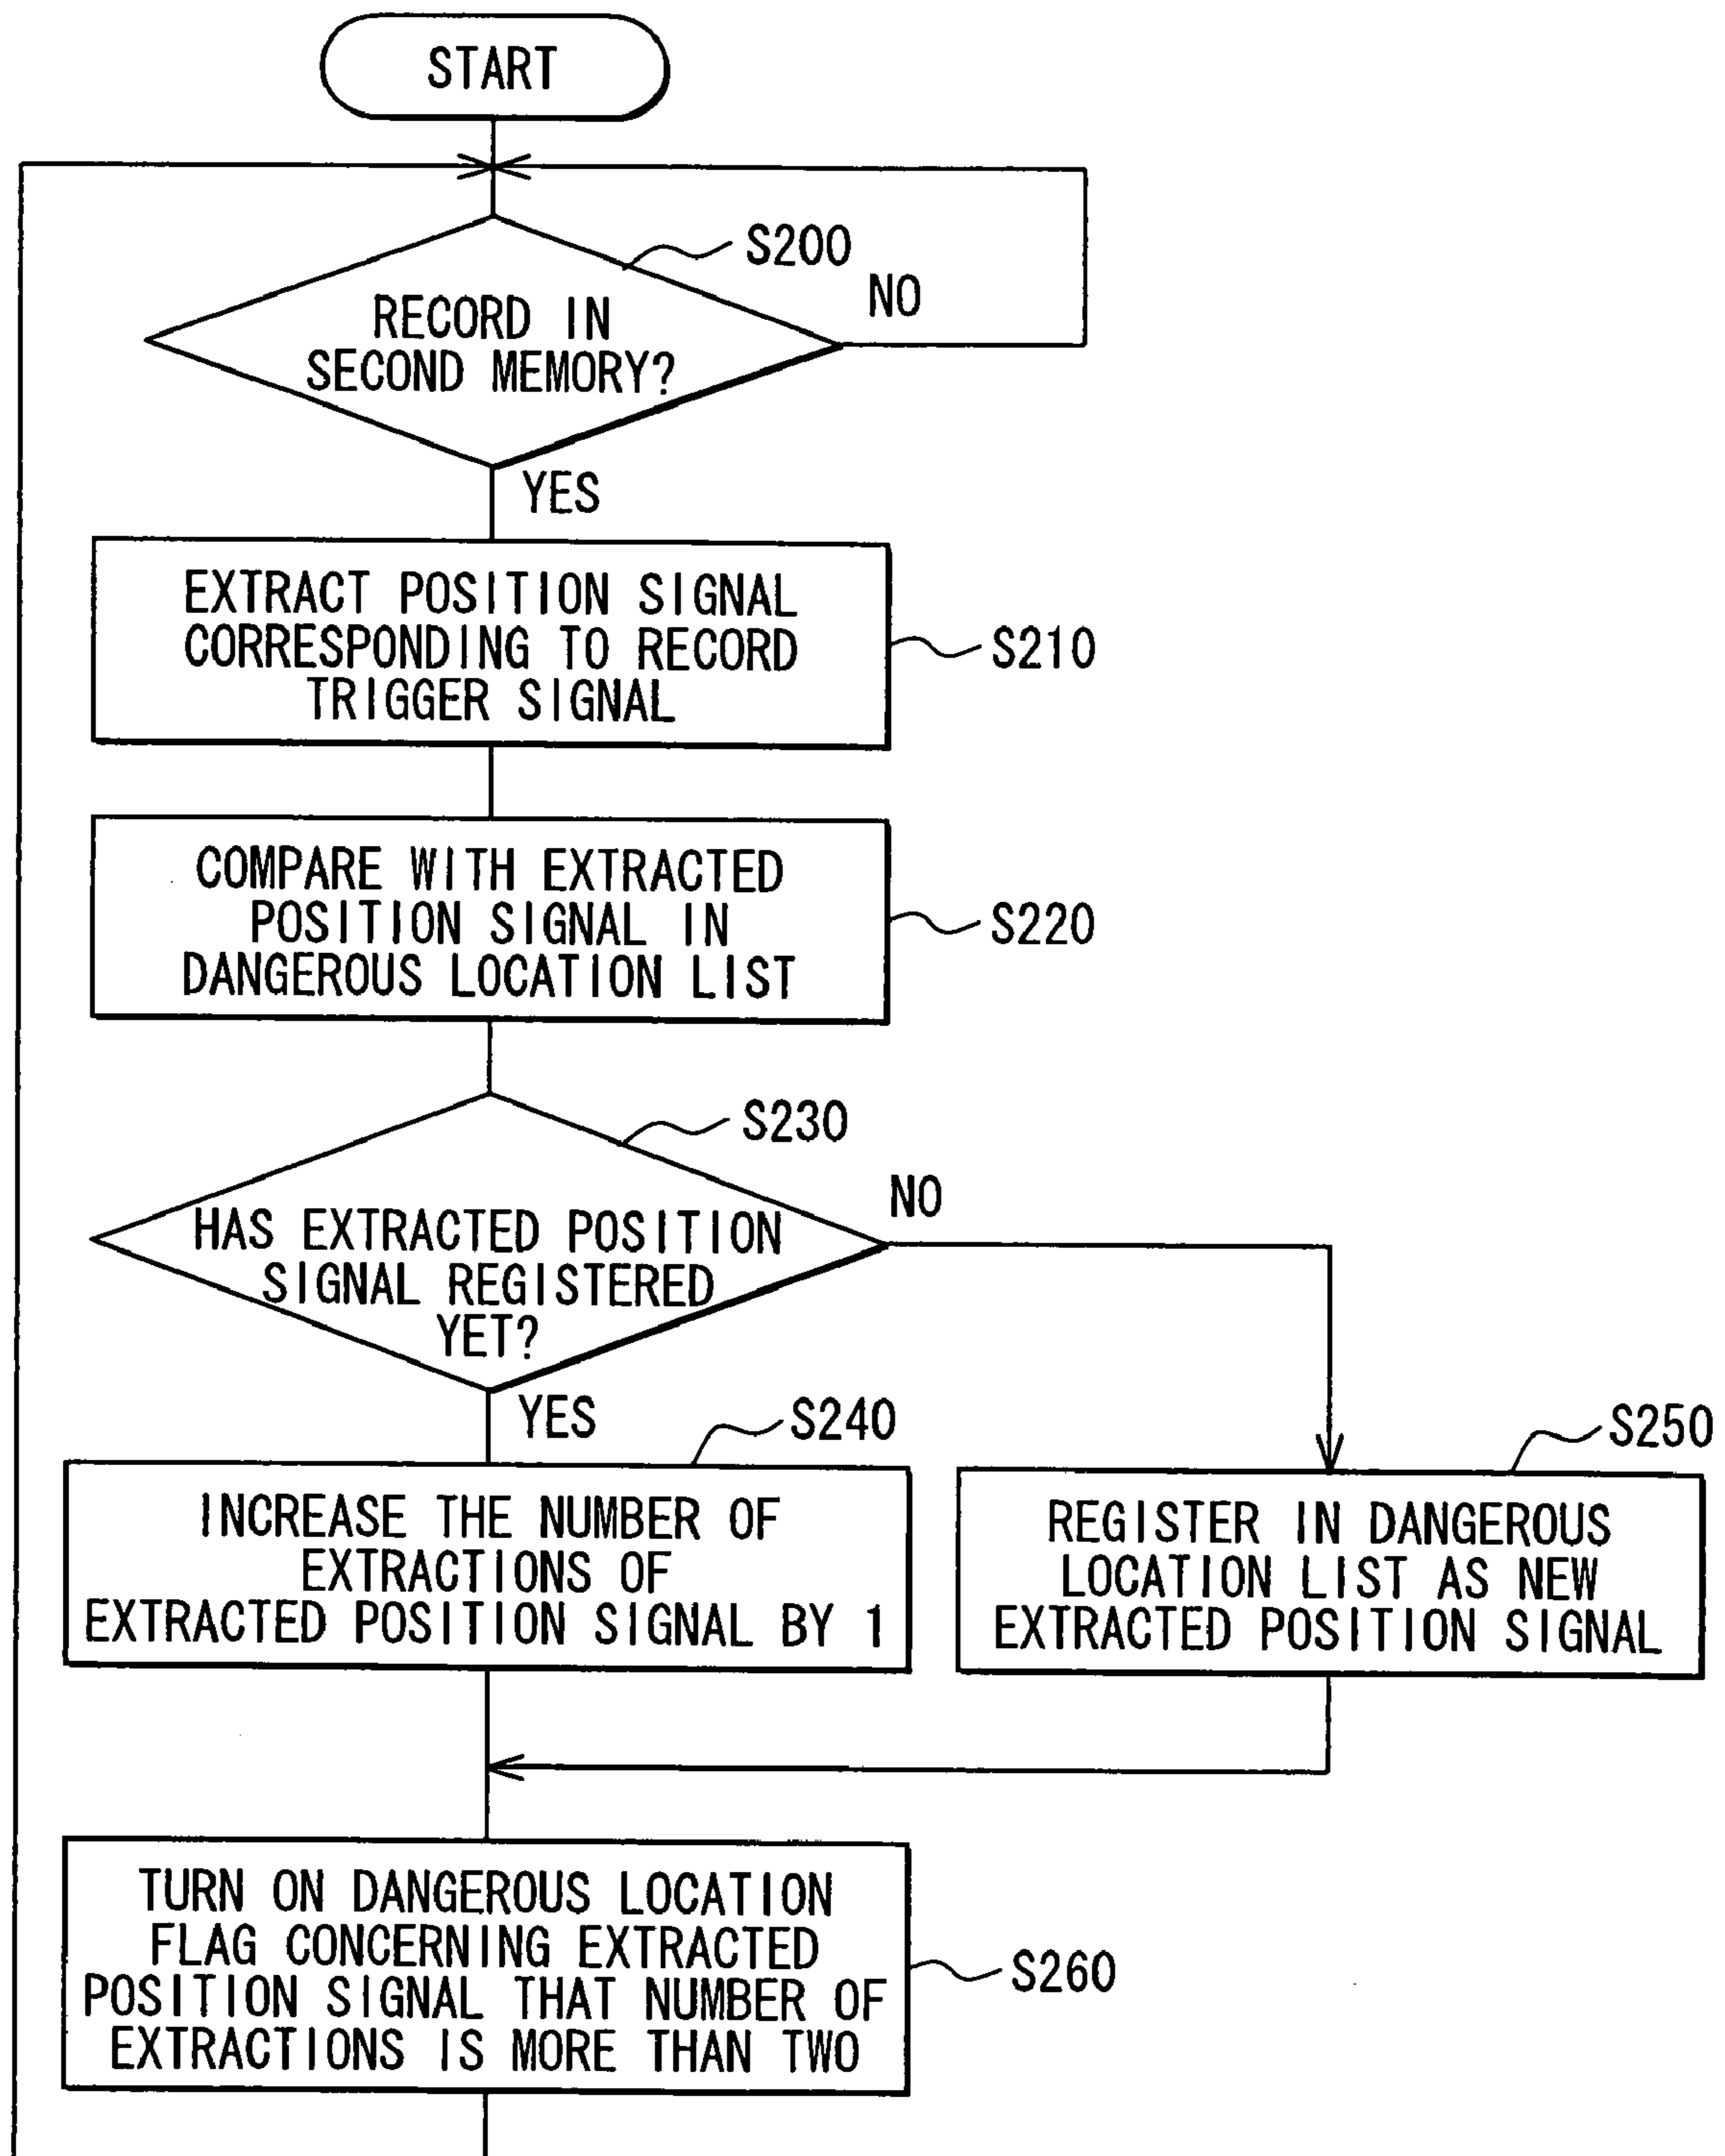 START
S200
NO
RECORD IN
SECOND MEMORY?
YES
EXTRACT POSITION SIGNAL
CORRESPONDING TO RECORD
TRIGGER SIGNAL
S210
COMPARE WITH EXTRACTED
POSITION SIGNAL IN
DANGEROUS LOCATION LIST
S220
S230
NO
HAS EXTRACTED POSITION
SIGNAL REGISTERED
YET?
YES
S240
INCREASE THE NUMBER OF
EXTRACTIONS OF
EXTRACTED POSITION SIGNAL BY 1
S250
REGISTER IN DANGEROUS
LOCATION LIST AS NEW
EXTRACTED POSITION SIGNAL
TURN ON DANGEROUS LOCATION
FLAG CONCERNING EXTRACTED
POSITION SIGNAL THAT NUMBER OF
EXTRACTIONS IS MORE THAN TWO
S260